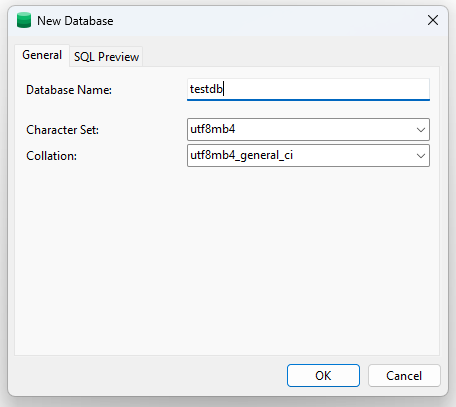 New Database
General SQL Preview
Database Name: testdb
Character Set: utf8mb4
Collation: utf8mb4_general_ci
OK Cancel